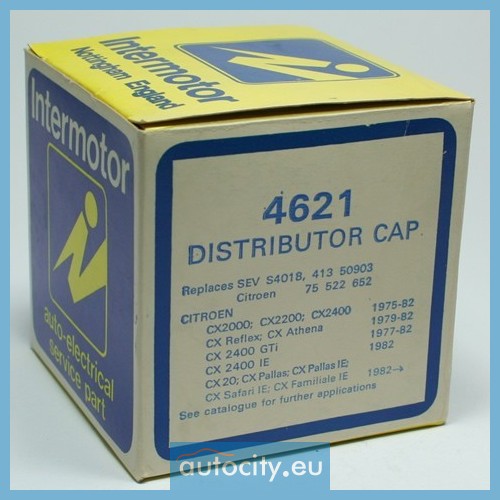 Intermotor
Nottingham England
Intermotor
auto-electrical
service part
4621
DISTRIBUTOR CAP
Replaces SEV S4018, 413 50903
Citroen 75 522 652
CITROEN
CX2000; CX2200; CX2400 1975-82
CX Reflex; CX Athena 1979-82
CX 2400 GTi 1977-82
CX 2400 IE 1982
CX20; CX Pallas; CX Pallas IE;
CX Safari IE; CX Familiale IE 1982→
See catalogue for further applications
autocity.eu